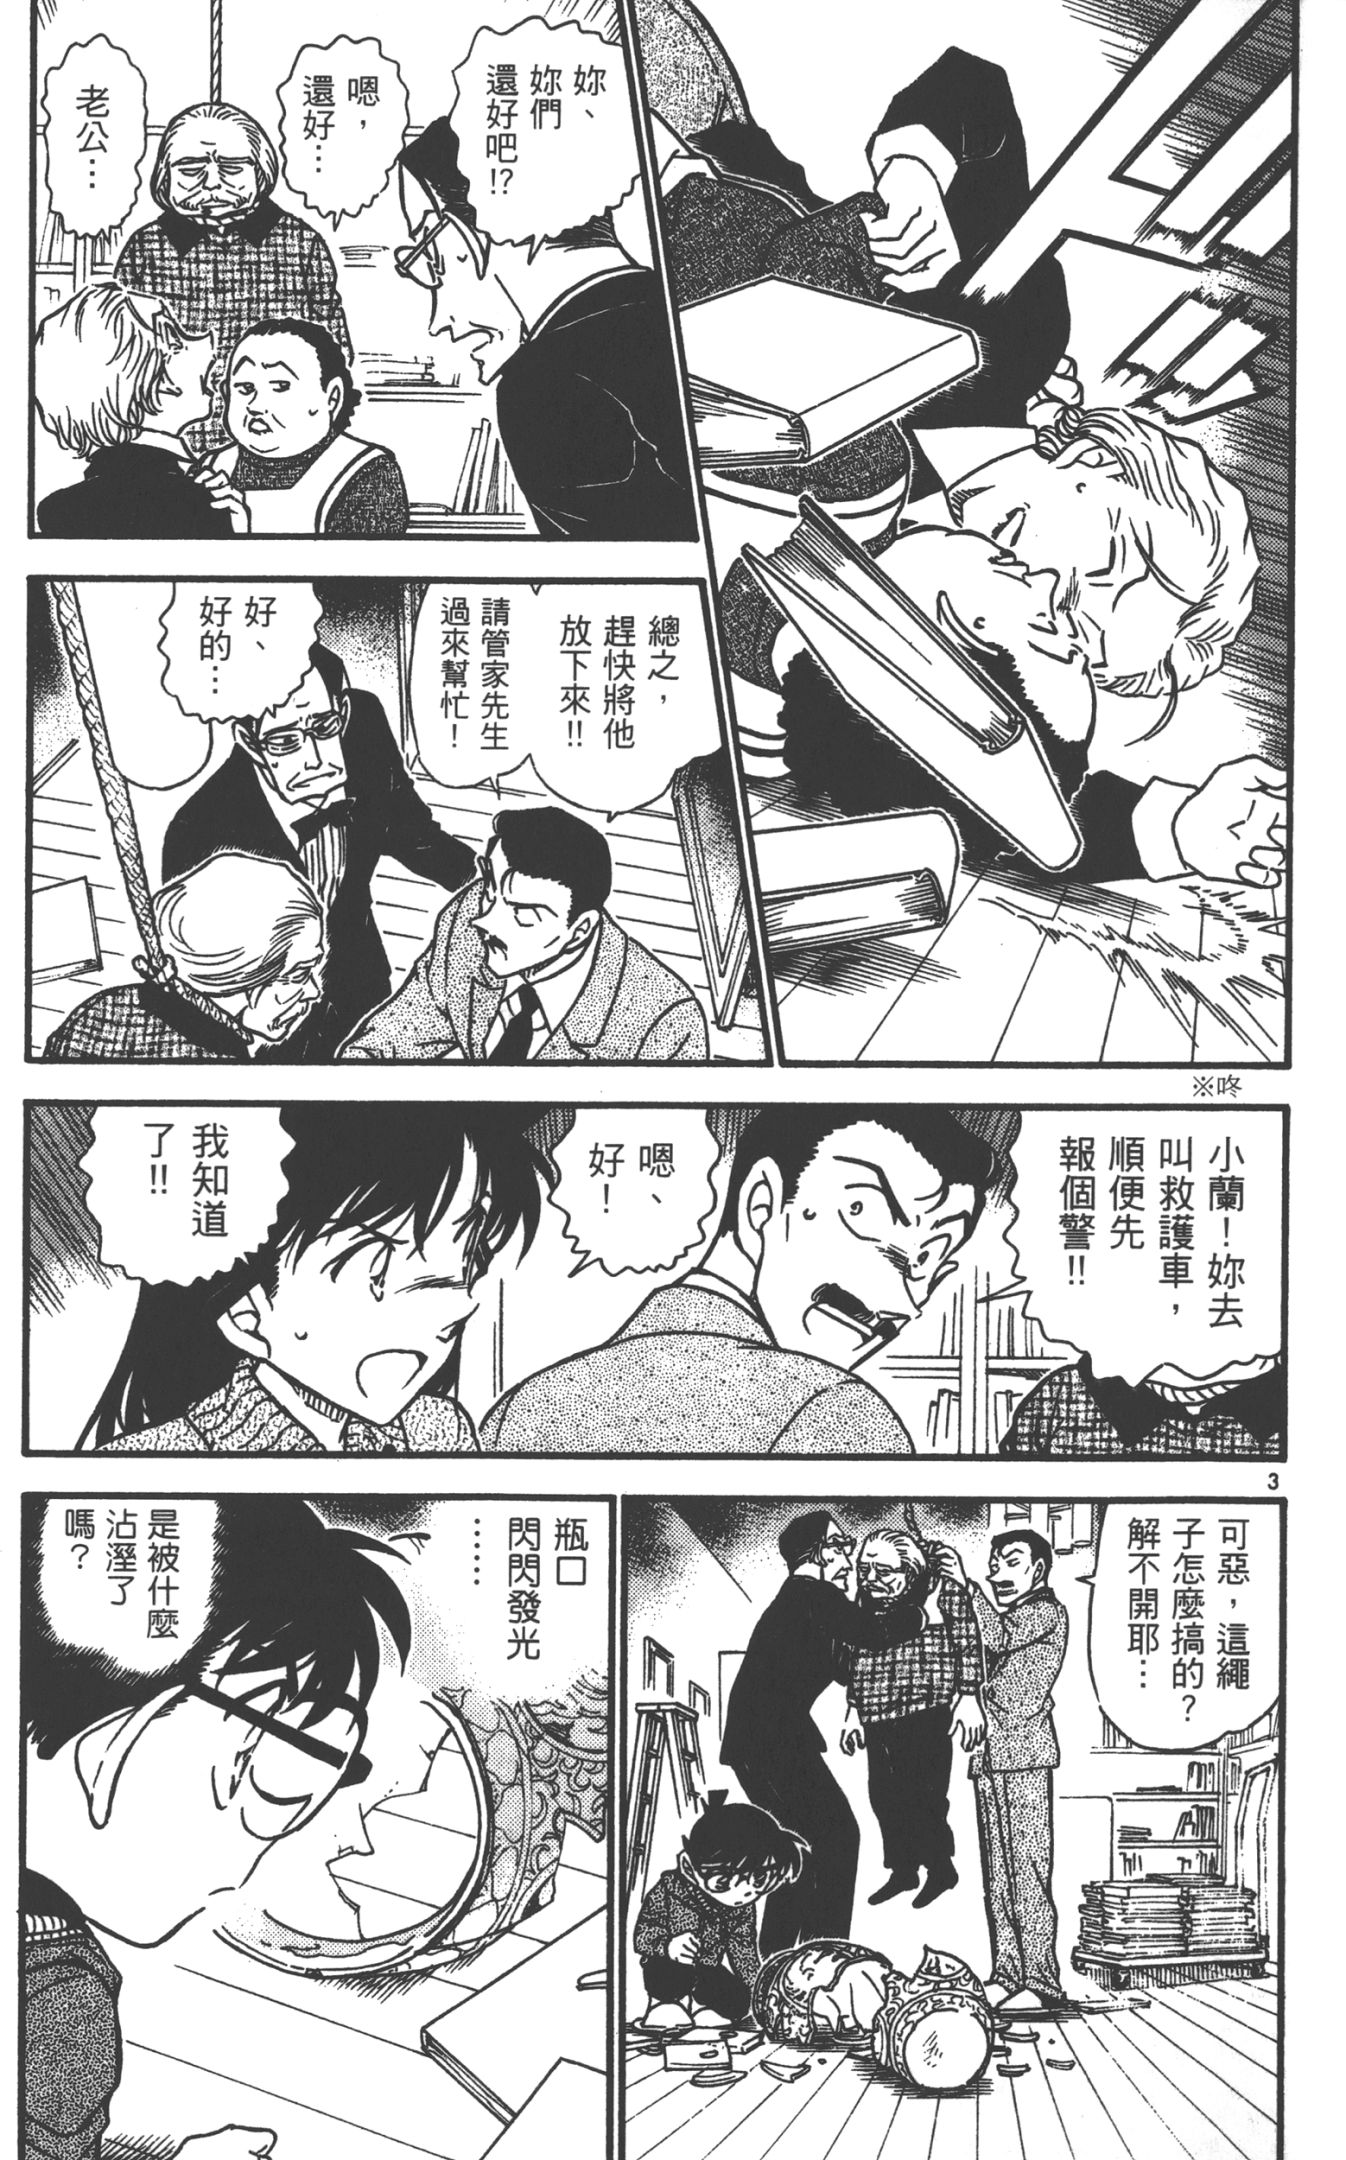 ※咚
妳、
妳們
還好吧!?
嗯，
還好…
老公…
總之，
趕快將他
放下來!!
請管家先生
過來幫忙！
好、
好的…
小蘭！妳去
叫救護車，
順便先
報個警!!
嗯、
好！
我知道
了!!
3
可惡，這繩
子怎麼搞的？
解不開耶…
瓶口
閃閃發光
……
是被什麼
沾溼了
嗎？